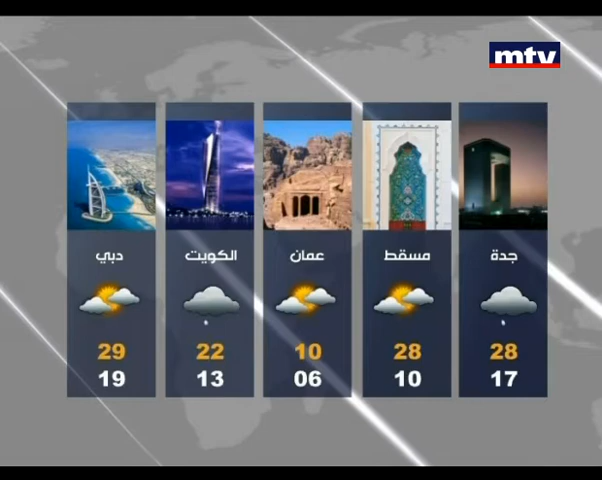 mtv
جدة
28
17
مسقط
28
10
عمان
10
06
الكويت
22
13
دبي
29
19